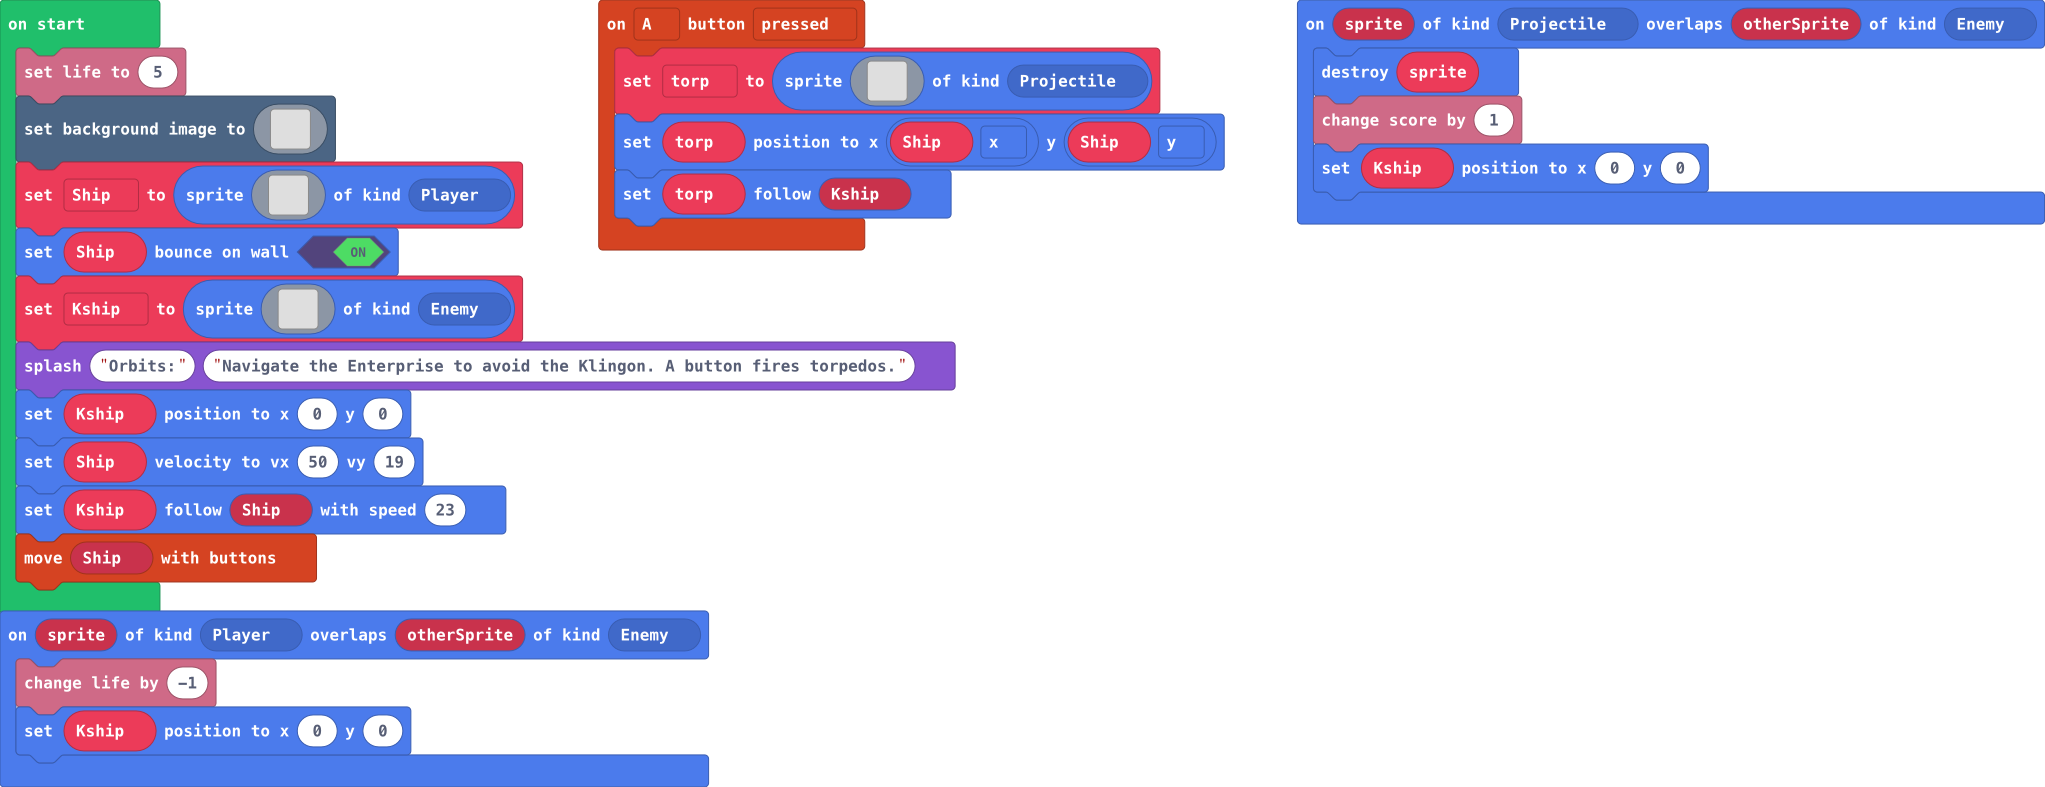 on start
set life to 5
set background image to
set Ship to sprite of kind Player
set Ship bounce on wall ON
set Kship to sprite of kind Enemy
splash "Orbits:" "Navigate the Enterprise to avoid the Klingon. A button fires torpedos."
set Kship position to x 0 y 0
set Ship velocity to vx 50 vy 19
set Kship follow Ship with speed 23
move Ship with buttons
on sprite of kind Player overlaps otherSprite of kind Enemy
change life by −1
set Kship position to x 0 y 0
on A button pressed
set torp to sprite of kind Projectile
set torp position to x Ship x y Ship y
set torp follow Kship
on sprite of kind Projectile overlaps otherSprite of kind Enemy
destroy sprite
change score by 1
set Kship position to x 0 y 0